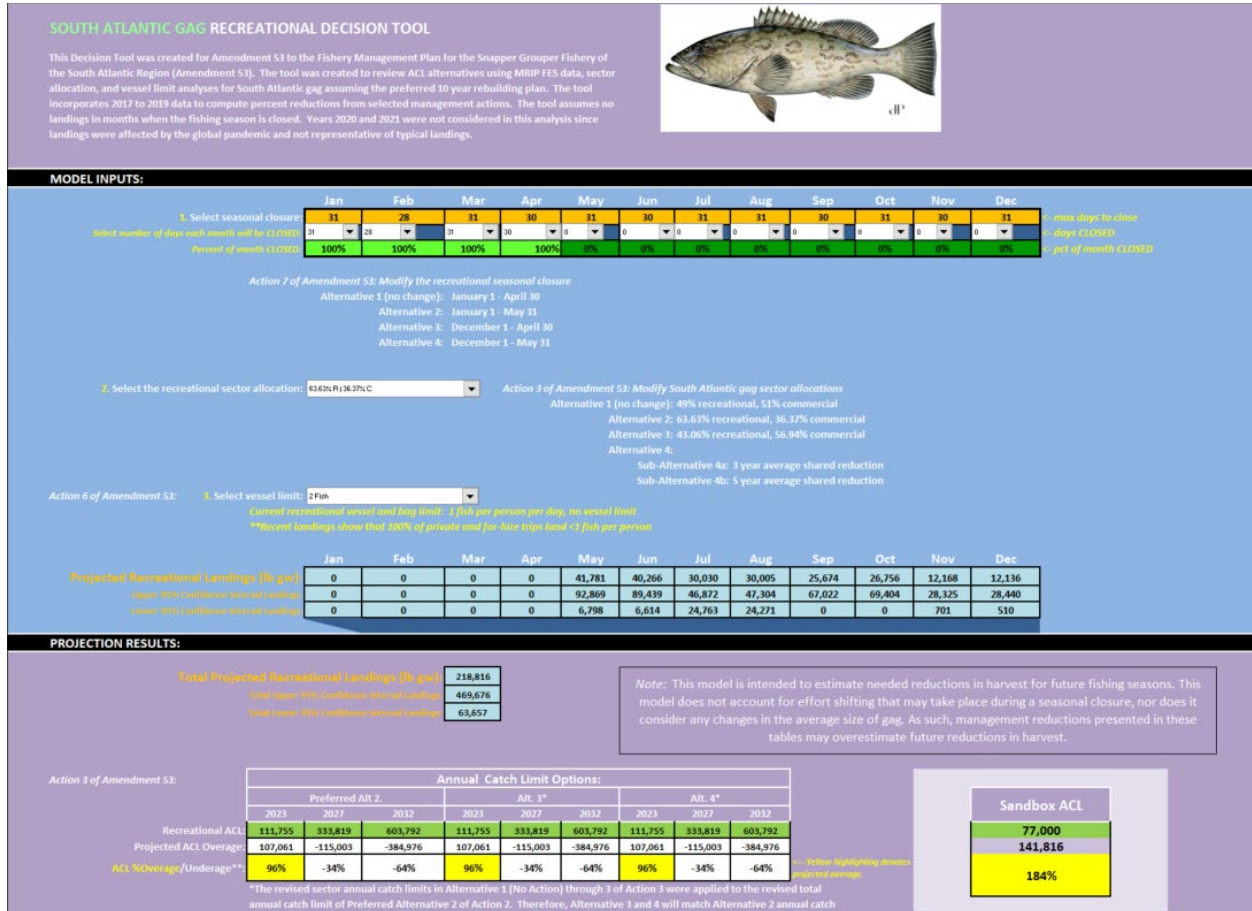 SOUTH ATLANTIC GAG RECREATIONAL DECISION TOOL
This Decision Tool was created for Amendment 53 to the Fishery Management Plan for the Snapper Grouper Fishery of
the South Atlantic Region (Amendment 53). The tool was created to review ACL alternatives using MRIP FES data, sector
allocation, and vessel limit analyses for South Atlantic gag assuming the preferred 10 year rebuilding plan. The tool
incorporates 2017 to 2019 data to compute percent reductions from selected management actions. The tool assumes no
landings in months when the fishing season is closed. Years 2020 and 2021 were not considered in this analysis since
landings were affected by the global pandemic and not representative of typical landings.
dP
MODEL INPUTS:
Jan Feb Mar Apr May Jun Jul Aug Sep Oct Nov Dec
1. Select seasonal closure: 31 28 31 30 31 30 31 31 30 31 30 31 <- max days to close
Select number of days each month will be CLOSED: 31 28 31 30 0 0 0 0 0 0 0 0 <- days CLOSED
Percent of month CLOSED: 100% 100% 100% 100% 0% 0% 0% 0% 0% 0% 0% 0% <- pct of month CLOSED
Action 7 of Amendment 53: Modify the recreational seasonal closure
Alternative 1 (no change): January 1 - April 30
Alternative 2: January 1 - May 31
Alternative 3: December 1 - April 30
Alternative 4: December 1 - May 31
2. Select the recreational sector allocation: 63.63% R | 36.37% C Action 3 of Amendment 53: Modify South Atlantic gag sector allocations
Alternative 1 (no change): 49% recreational, 51% commercial
Alternative 2: 63.63% recreational, 36.37% commercial
Alternative 3: 43.06% recreational, 56.94% commercial
Alternative 4:
Sub-Alternative 4a: 3 year average shared reduction
Sub-Alternative 4b: 5 year average shared reduction
Action 6 of Amendment 53: 3. Select vessel limit: 2 Fish
Current recreational vessel and bag limit: 1 fish per person per day, no vessel limit
**Recent landings show that 100% of private and for-hire trips land <1 fish per person
Jan Feb Mar Apr May Jun Jul Aug Sep Oct Nov Dec
Projected Recreational Landings (lb gw): 0 0 0 0 41,781 40,266 30,030 30,005 25,674 26,756 12,168 12,136
Upper 95% Confidence Interval Landings: 0 0 0 0 92,869 89,439 46,872 47,304 67,022 69,404 28,325 28,440
Lower 95% Confidence Interval Landings: 0 0 0 0 6,798 6,614 24,763 24,271 0 0 701 510
PROJECTION RESULTS:
Total Projected Recreational Landings (lb gw): 218,816
Total Upper 95% Confidence Interval Landings: 469,676
Total Lower 95% Confidence Interval Landings: 63,657
Note: This model is intended to estimate needed reductions in harvest for future fishing seasons. This
model does not account for effort shifting that may take place during a seasonal closure, nor does it
consider any changes in the average size of gag. As such, management reductions presented in these
tables may overestimate future reductions in harvest.
Action 3 of Amendment 53: Annual Catch Limit Options:
Preferred Alt 2. Alt. 3* Alt. 4*
2023 2027 2032 2023 2027 2032 2023 2027 2032
Recreational ACL: 111,755 333,819 603,792 111,755 333,819 603,792 111,755 333,819 603,792
Projected ACL Overage: 107,061 -115,003 -384,976 107,061 -115,003 -384,976 107,061 -115,003 -384,976
ACL %Overage/Underage**: 96% -34% -64% 96% -34% -64% 96% -34% -64% <---Yellow highlighting denotes
projected overage.
Sandbox ACL
77,000
141,816
184%
*The revised sector annual catch limits in Alternative 1 (No Action) through 3 of Action 3 were applied to the revised total
annual catch limit of Preferred Alternative 2 of Action 2. Therefore, Alternative 3 and 4 will match Alternative 2 annual catch